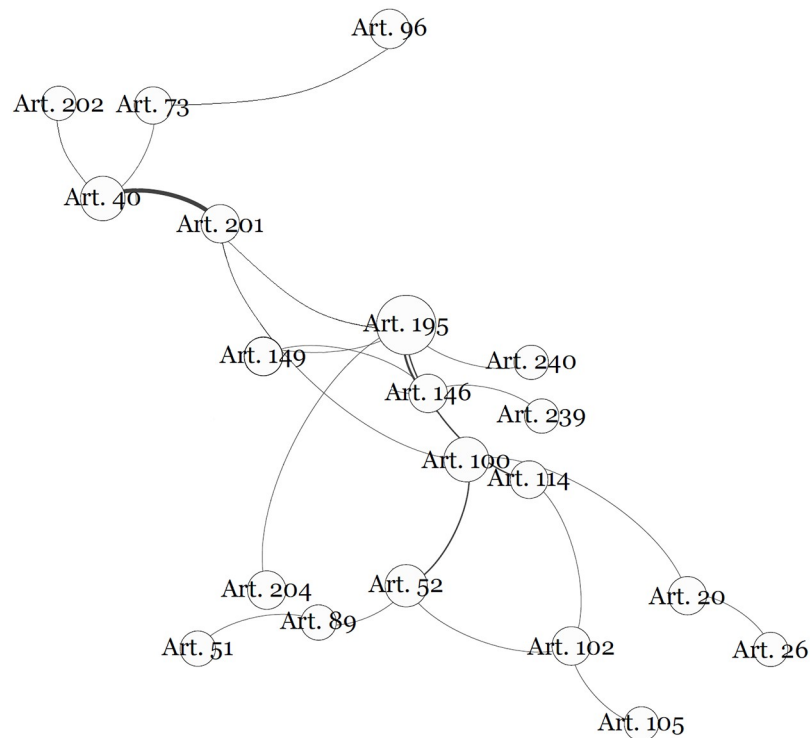 Art. 96
Art. 202
Art. 73
Art. 40
Art. 201
Art. 195
Art. 149
Art. 240
Art. 146
Art. 239
Art. 100
Art. 114
Art. 52
Art. 204
Art. 20
Art. 89
Art. 51
Art. 102
Art. 26
Art. 105